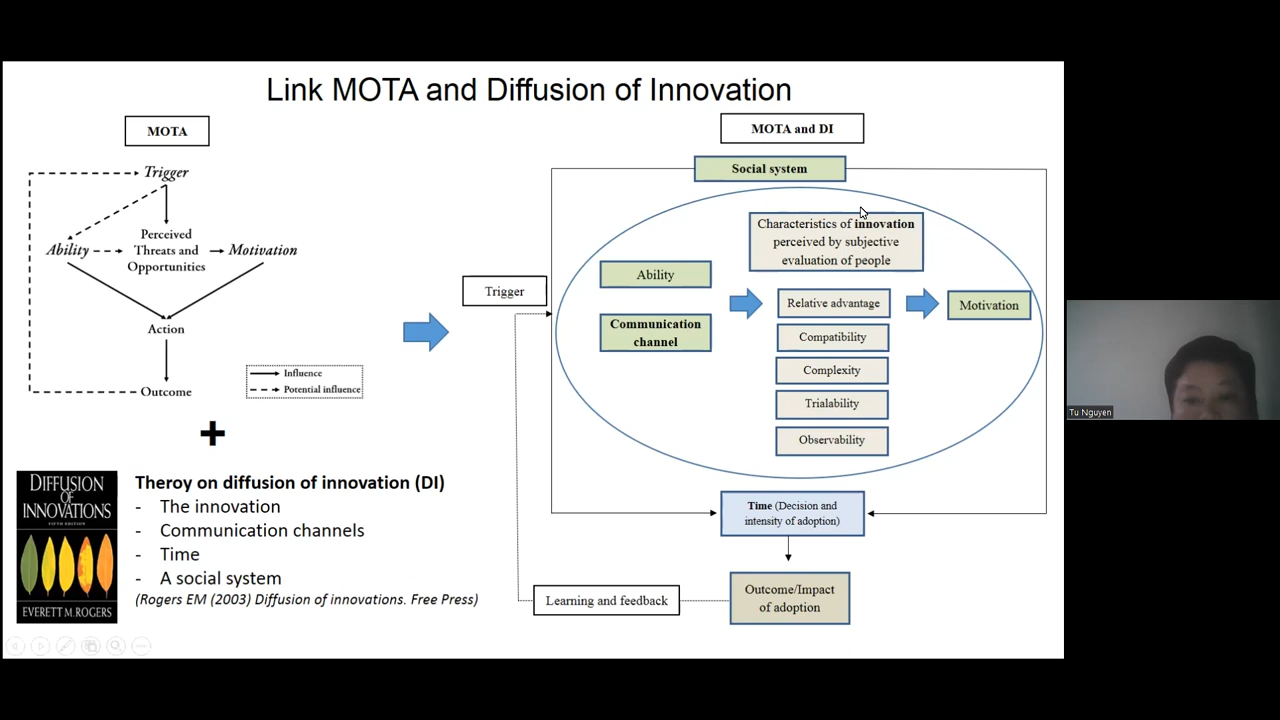 Link MOTA and Diffusion of Innovation
MOTA
Trigger
Ability
Perceived
Threats and
Opportunities
Motivation
Action
Outcome
Influence
Potential influence
+
DIFFUSION
OF
INNOVATIONS
FIFTH EDITION
EVERETT M. ROGERS
Theroy on diffusion of innovation (DI)
- The innovation
- Communication channels
- Time
- A social system
(Rogers EM (2003) Diffusion of innovations. Free Press)
MOTA and DI
Social system
Trigger
Ability
Communication
channel
Characteristics of innovation
perceived by subjective
evaluation of people
Relative advantage
Compatibility
Complexity
Trialability
Observability
Motivation
Time (Decision and
intensity of adoption)
Outcome/Impact
of adoption
Learning and feedback
Tu Nguyen